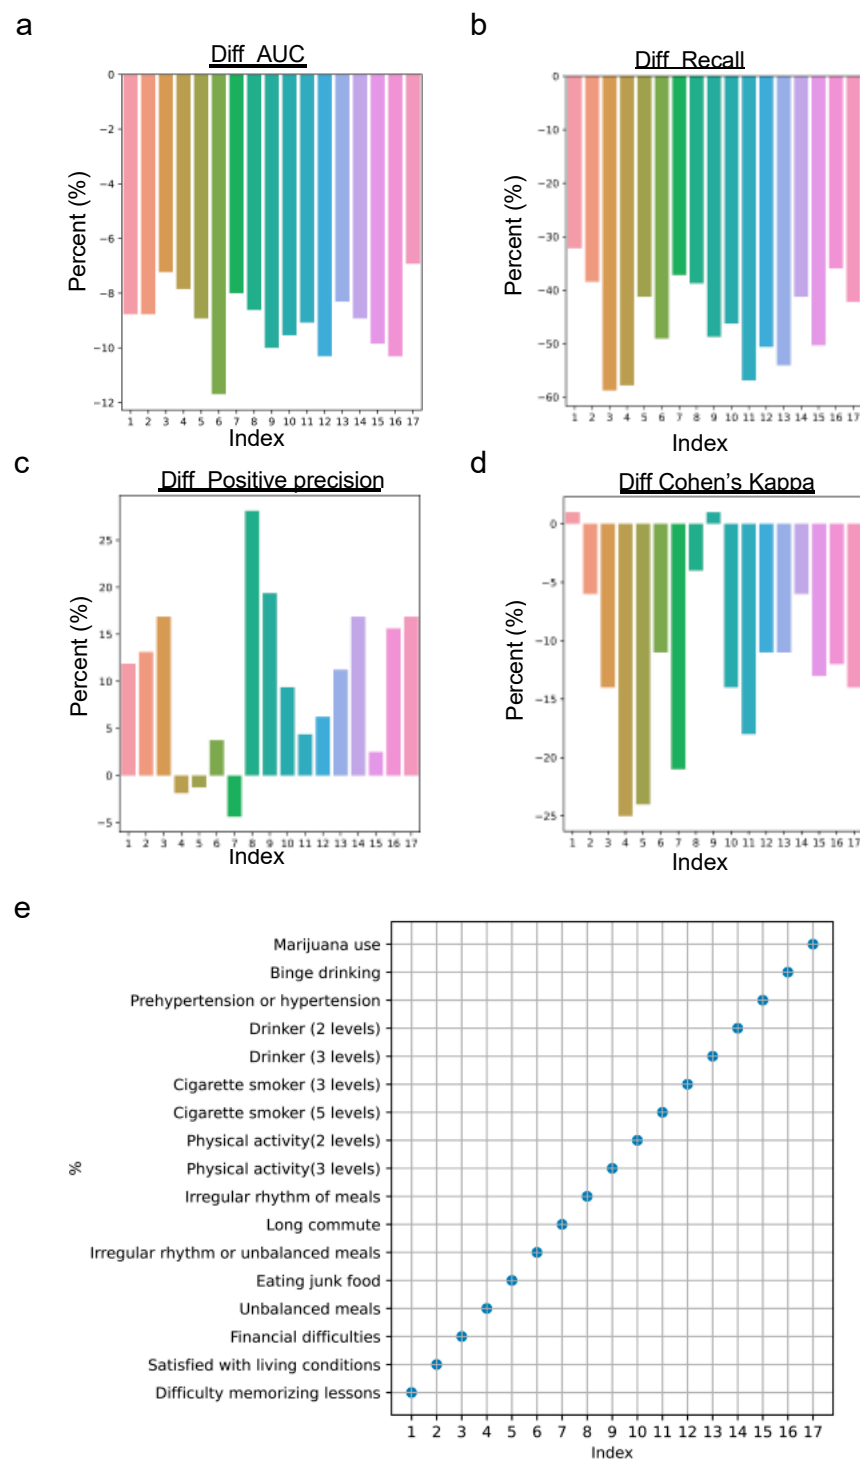 a
Diff AUC
0
−2
−4
−6
−8
−10
−12
Percent (%)
1 2 3 4 5 6 7 8 9 10 11 12 13 14 15 16 17
Index
b
Diff Recall
0
−10
−20
−30
−40
−50
−60
Percent (%)
1 2 3 4 5 6 7 8 9 10 11 12 13 14 15 16 17
Index
c
Diff Positive precision
25
20
15
10
5
0
−5
Percent (%)
1 2 3 4 5 6 7 8 9 10 11 12 13 14 15 16 17
Index
d
Diff Cohen's Kappa
0
−5
−10
−15
−20
−25
Percent (%)
1 2 3 4 5 6 7 8 9 10 11 12 13 14 15 16 17
Index
e
Marijuana use
Binge drinking
Prehypertension or hypertension
Drinker (2 levels)
Drinker (3 levels)
Cigarette smoker (3 levels)
Cigarette smoker (5 levels)
Physical activity(2 levels)
Physical activity(3 levels)
Irregular rhythm of meals
Long commute
Irregular rhythm or unbalanced meals
Eating junk food
Unbalanced meals
Financial difficulties
Satisfied with living conditions
Difficulty memorizing lessons
%
1 2 3 4 5 6 7 8 9 10 11 12 13 14 15 16 17
Index